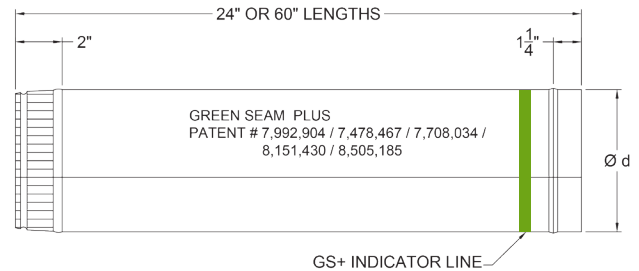 24" OR 60" LENGTHS
2"
1 1/4"
GREEN SEAM PLUS
PATENT # 7,992,904 / 7,478,467 / 7,708,034 /
8,151,430 / 8,505,185
Ø d
GS+ INDICATOR LINE